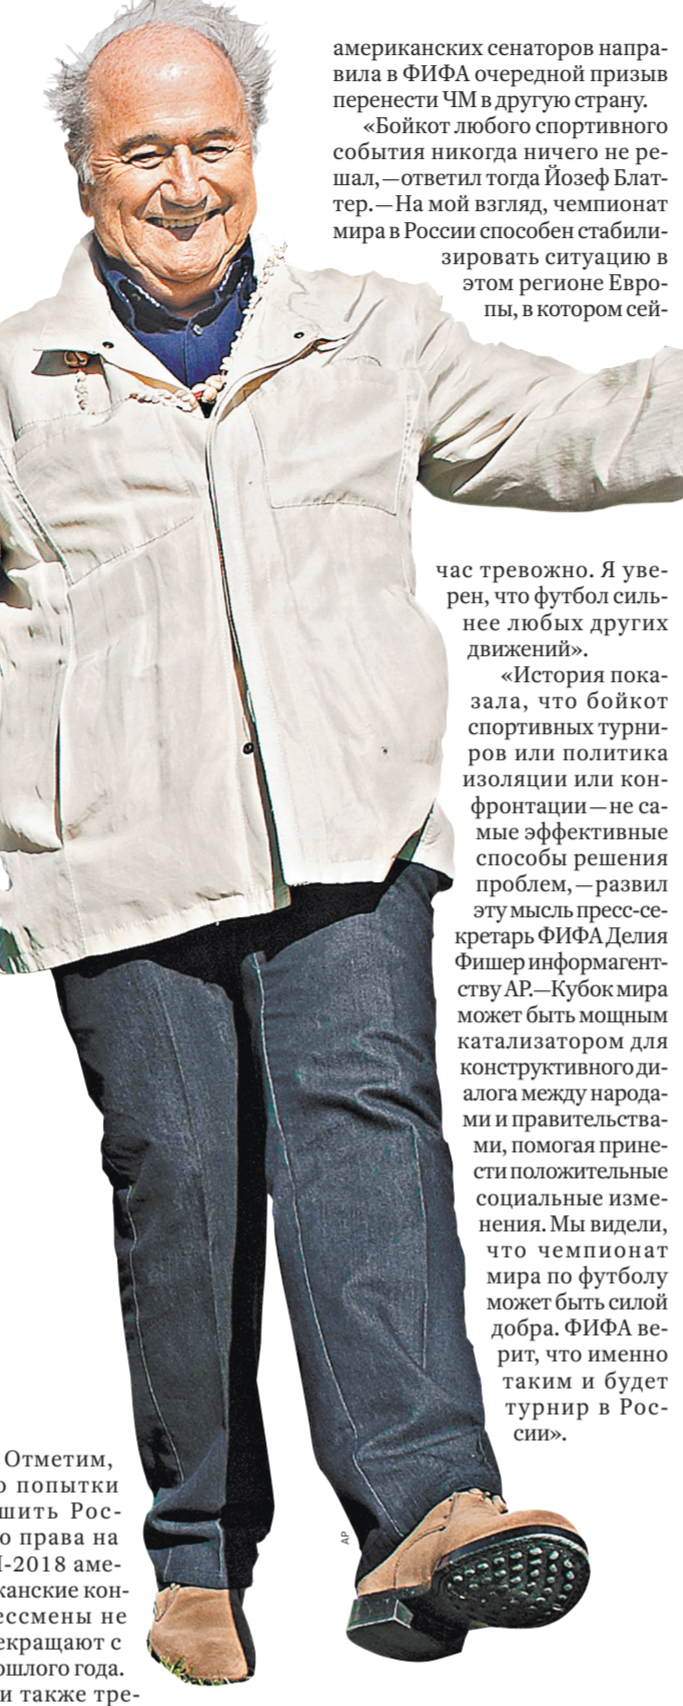 американских сенаторов напра-
вила в ФИФА очередной призыв
перенести ЧМ в другую страну.
«Бойкот любого спортивного
события никогда ничего не ре-
шал, — ответил тогда Йозеф Блат-
тер. — На мой взгляд, чемпионат
мира в России способен стабили-
зировать ситуацию в
этом регионе Евро-
пы, в котором сей-
час тревожно. Я уве-
рен, что футбол силь-
нее любых других
движений».
«История пока-
зала, что бойкот
спортивных турни-
ров или политика
изоляции или кон-
фронтации — не са-
мые эффективные
способы решения
проблем, — развил
эту мысль пресс-се-
кретарь ФИФА Делия
Фишер информагент-
ству AP. — Кубок мира
может быть мощным
катализатором для
конструктивного ди-
алога между народа-
ми и правительства-
ми, помогая прине-
сти положительные
социальные изме-
нения. Мы видели,
что чемпионат
мира по футболу
может быть силой
добра. ФИФА ве-
рит, что именно
таким и будет
турнир в Рос-
сии».
AP
Отметим,
о попытки
шить Рос-
о права на
-2018 аме-
канские кон-
ессмены не
екращают с
ошлого года.
и также тре-